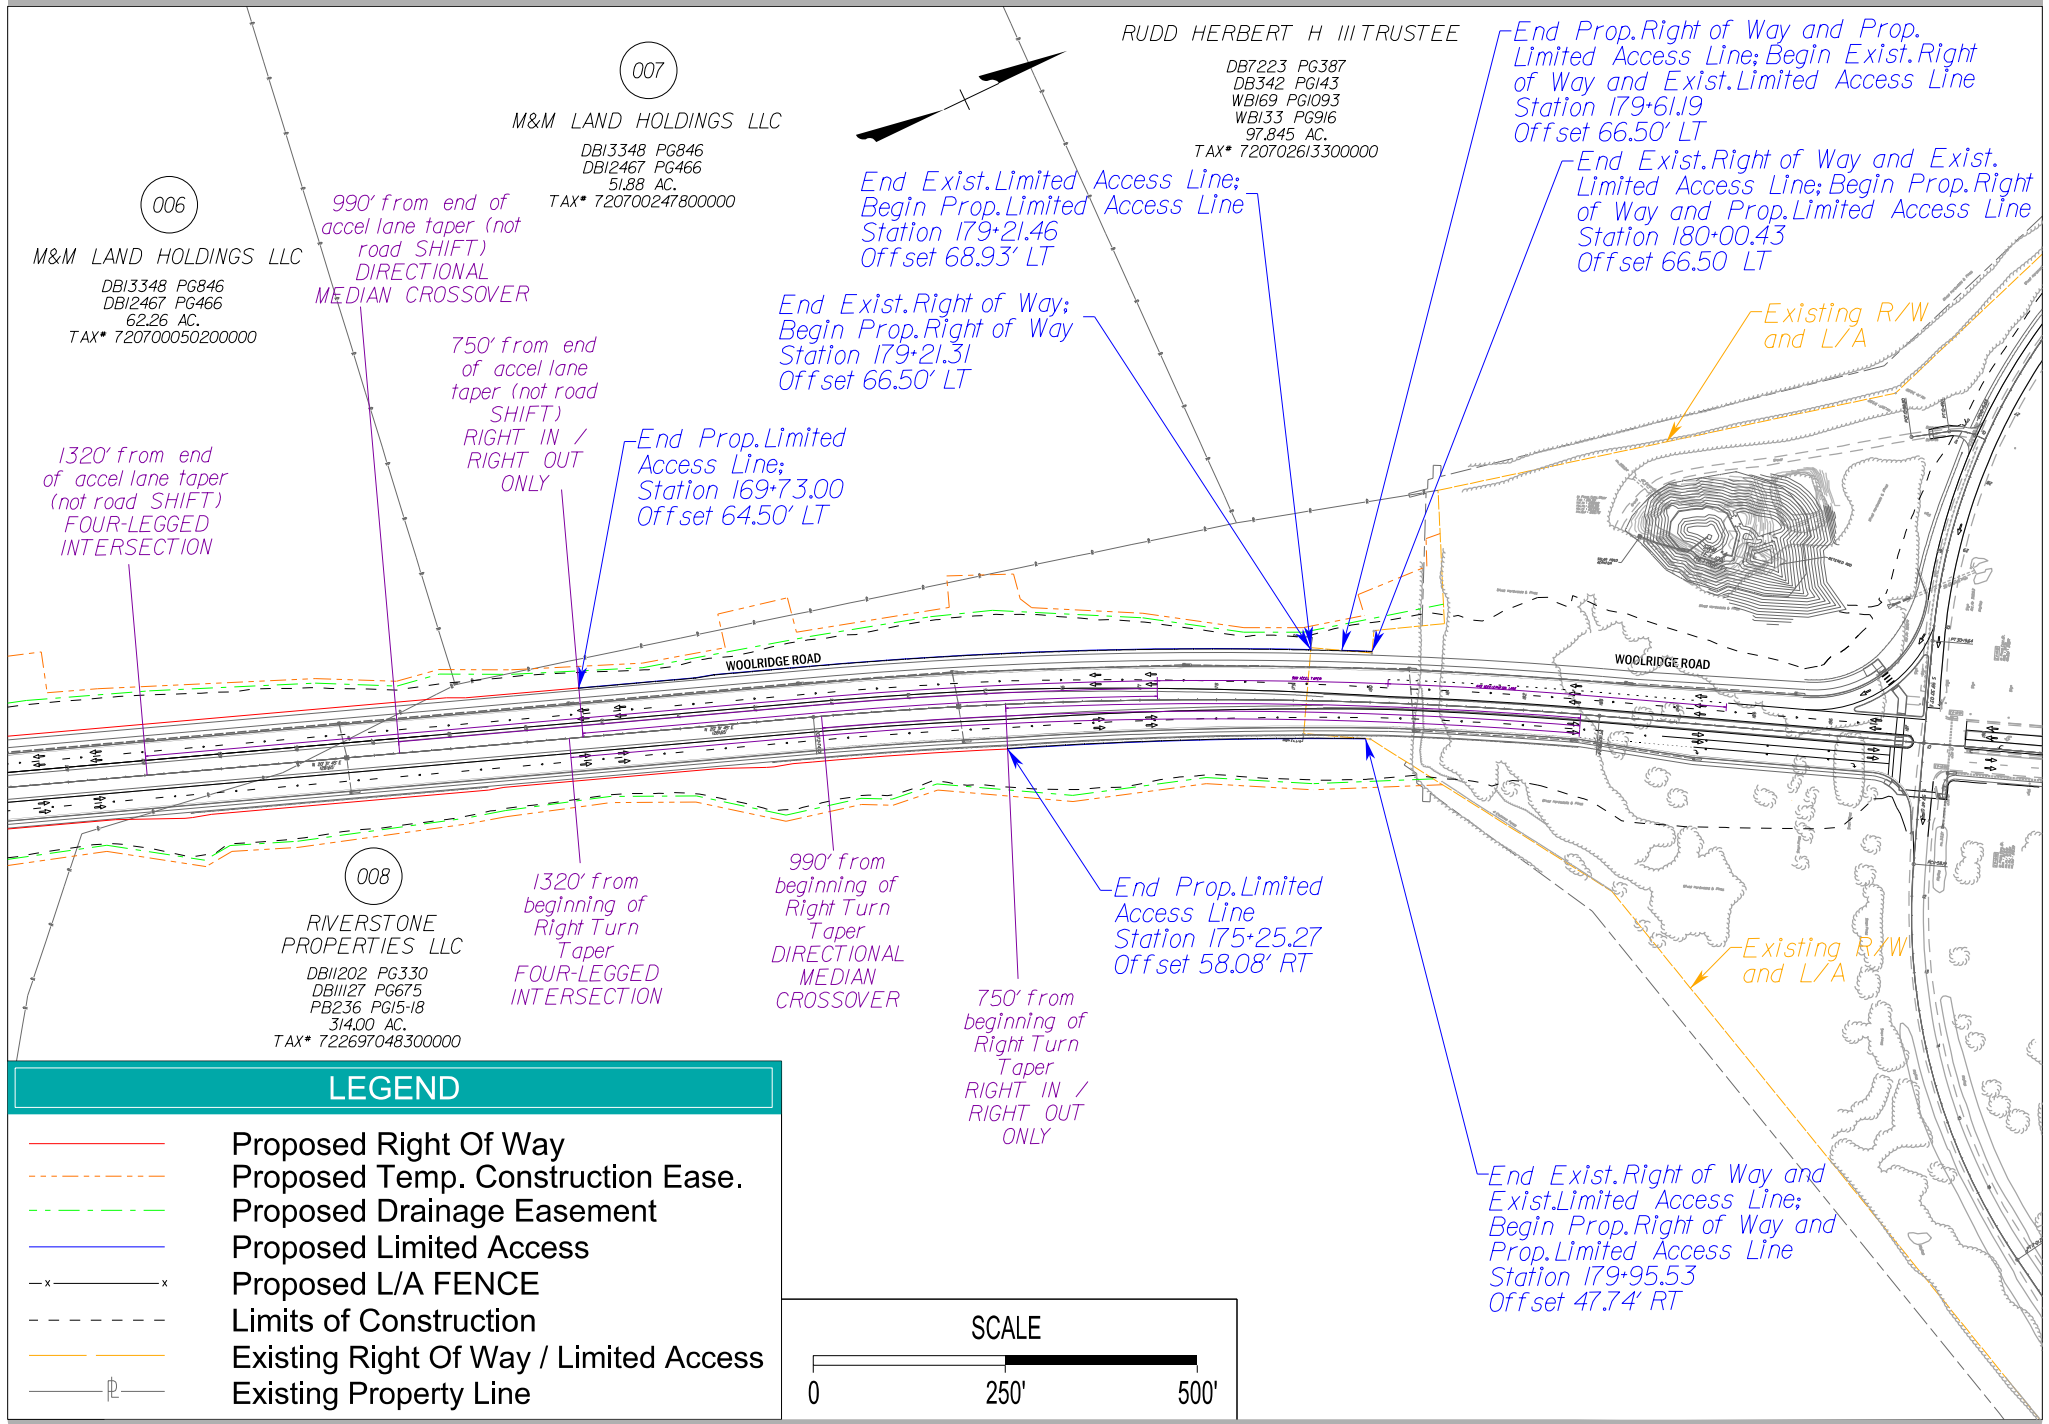 007
M&M LAND HOLDINGS LLC
DB13348 PG846
DB12467 PG466
51.88 AC.
TAX# 720700247800000
RUDD HERBERT H III TRUSTEE
DB7223 PG387
DB342 PG143
WB169 PG1093
WB133 PG916
97.845 AC.
TAX# 720702613300000
End Prop. Right of Way and Prop.
Limited Access Line; Begin Exist. Right
of Way and Exist. Limited Access Line
Station 179+61.19
Offset 66.50' LT
End Exist. Right of Way and Exist.
Limited Access Line; Begin Prop. Right
of Way and Prop. Limited Access Line
Station 180+00.43
Offset 66.50 LT
006
M&M LAND HOLDINGS LLC
DB13348 PG846
DB12467 PG466
62.26 AC.
TAX# 720700050200000
990' from end of
accel lane taper (not
road SHIFT)
DIRECTIONAL
MEDIAN CROSSOVER
End Exist. Limited Access Line;
Begin Prop. Limited Access Line
Station 179+21.46
Offset 68.93' LT
End Exist. Right of Way;
Begin Prop. Right of Way
Station 179+21.31
Offset 66.50' LT
750' from end
of accel lane
taper (not road
SHIFT)
RIGHT IN /
RIGHT OUT
ONLY
Existing R/W
and L/A
1320' from end
of accel lane taper
(not road SHIFT)
FOUR-LEGGED
INTERSECTION
End Prop. Limited
Access Line;
Station 169+73.00
Offset 64.50' LT
WOOLRIDGE ROAD
WOOLRIDGE ROAD
008
RIVERSTONE
PROPERTIES LLC
DB11202 PG330
DB11127 PG675
PB236 PG15-18
314.00 AC.
TAX# 722697048300000
1320' from
beginning of
Right Turn
Taper
FOUR-LEGGED
INTERSECTION
990' from
beginning of
Right Turn
Taper
DIRECTIONAL
MEDIAN
CROSSOVER
750' from
beginning of
Right Turn
Taper
RIGHT IN /
RIGHT OUT
ONLY
End Prop. Limited
Access Line
Station 175+25.27
Offset 58.08' RT
Existing R/W
and L/A
End Exist. Right of Way and
Exist. Limited Access Line;
Begin Prop. Right of Way and
Prop. Limited Access Line
Station 179+95.53
Offset 47.74' RT
LEGEND
Proposed Right Of Way
Proposed Temp. Construction Ease.
Proposed Drainage Easement
Proposed Limited Access
x x Proposed L/A FENCE
Limits of Construction
Existing Right Of Way / Limited Access
Existing Property Line
SCALE
0 250' 500'